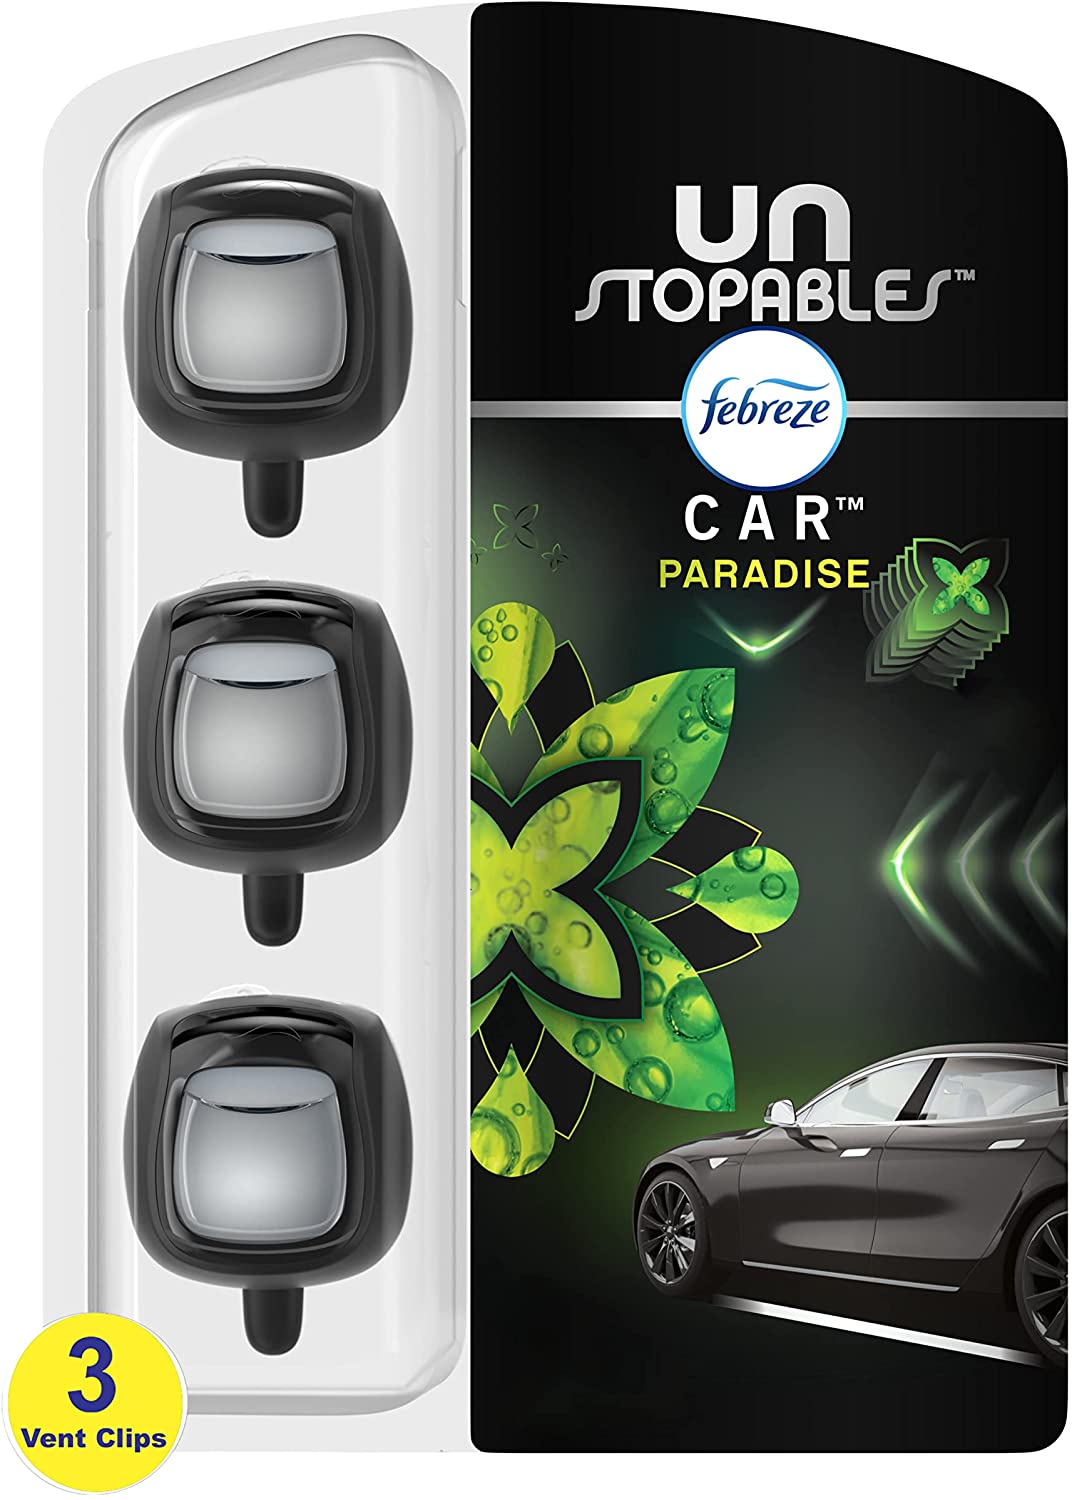 UN
STOPABLES™
febreze
CAR™
PARADISE
3
Vent Clips